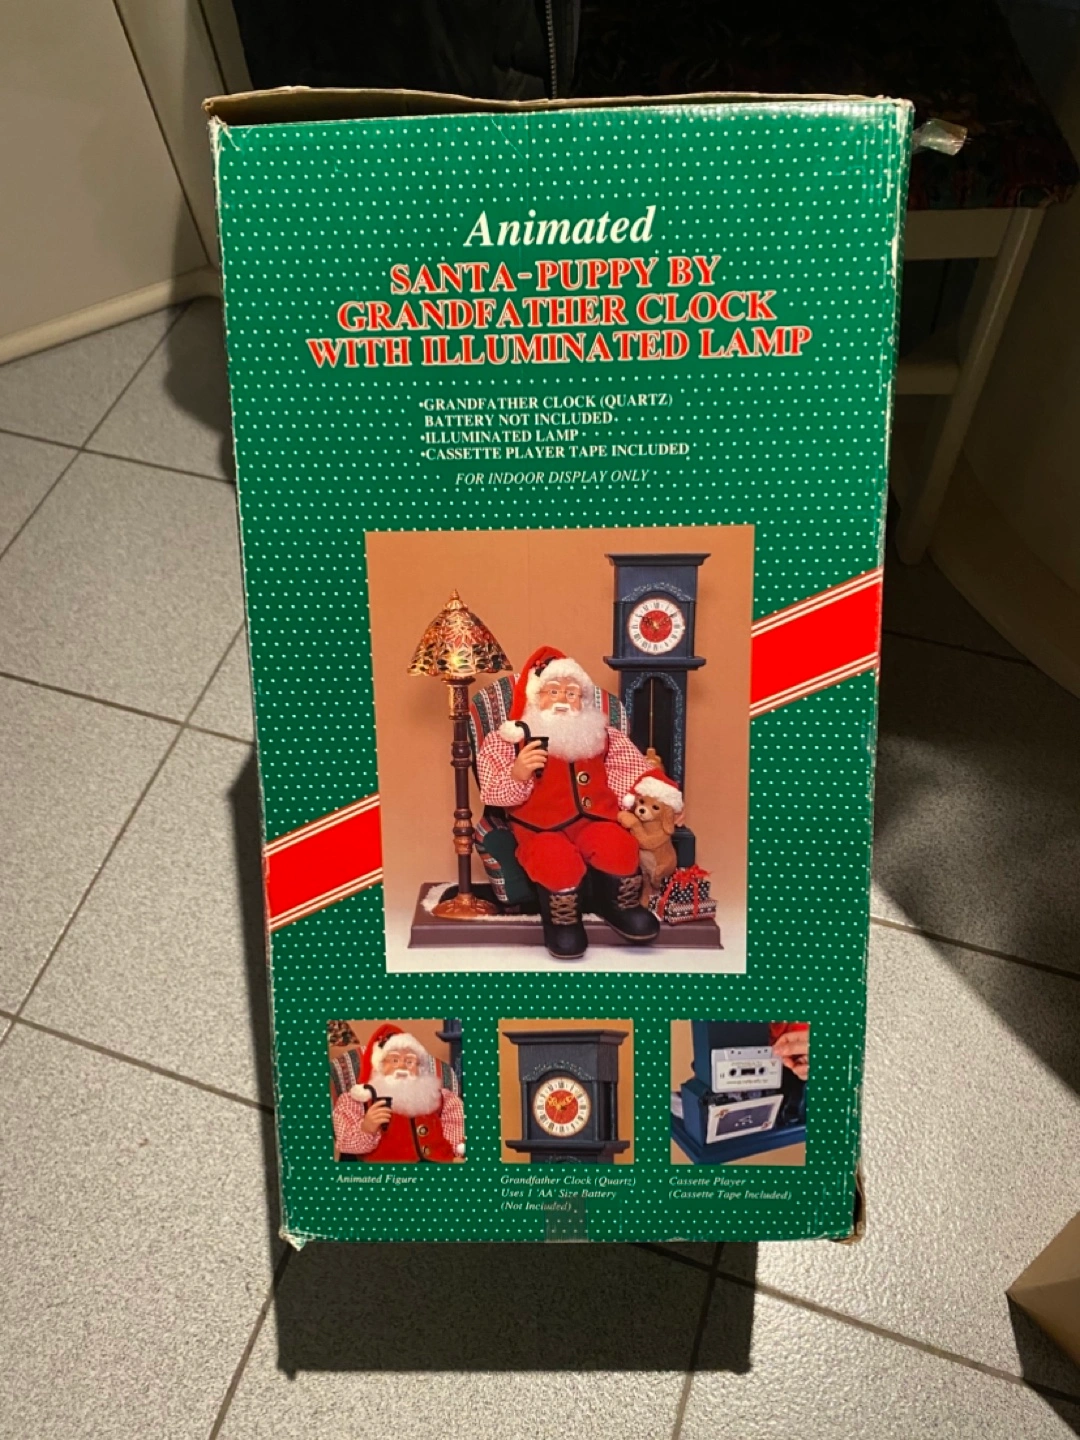 Animated
SANTA-PUPPY BY
GRANDFATHER CLOCK
WITH ILLUMINATED LAMP
•GRANDFATHER CLOCK (QUARTZ)
BATTERY NOT INCLUDED
•ILLUMINATED LAMP
•CASSETTE PLAYER TAPE INCLUDED
FOR INDOOR DISPLAY ONLY
Animated Figure
Grandfather Clock (Quartz)
Uses 1 'AA' Size Battery
(Not Included)
Cassette Player
(Cassette Tape Included)